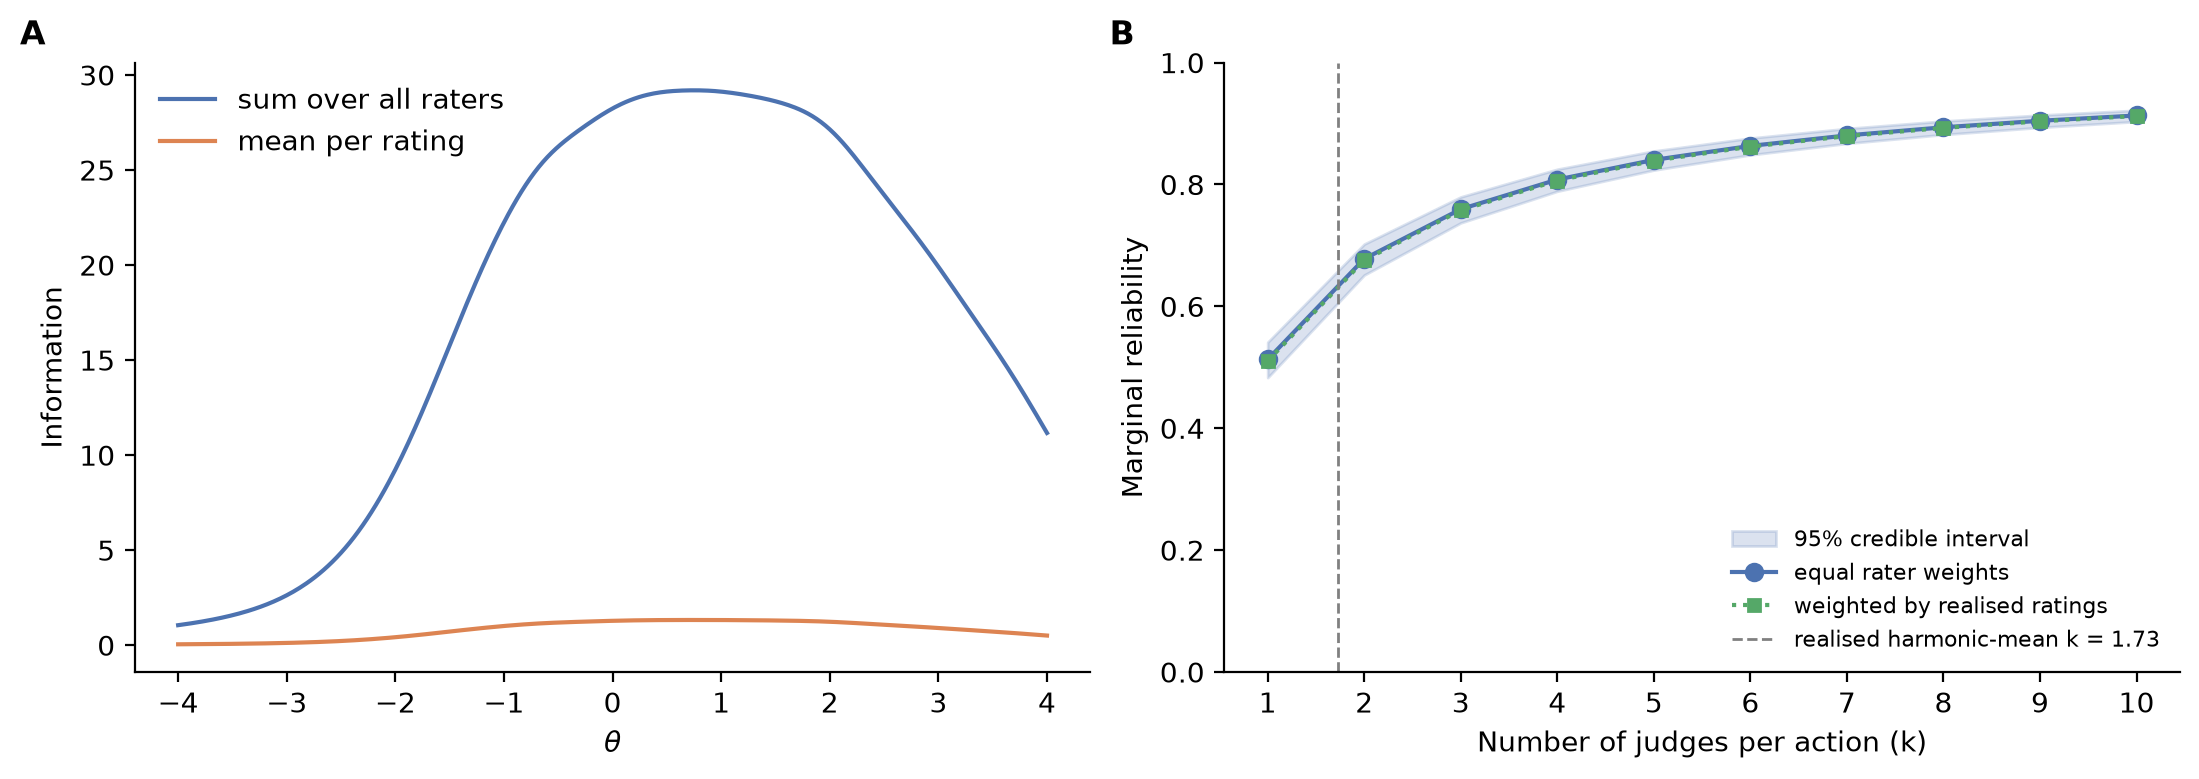 A
30
25
20
15
10
5
0
Information
sum over all raters
mean per rating
−4 −3 −2 −1 0 1 2 3 4
θ
B
1.0
0.8
0.6
0.4
0.2
0.0
Marginal reliability
95% credible interval
equal rater weights
weighted by realised ratings
realised harmonic-mean k = 1.73
1 2 3 4 5 6 7 8 9 10
Number of judges per action (k)